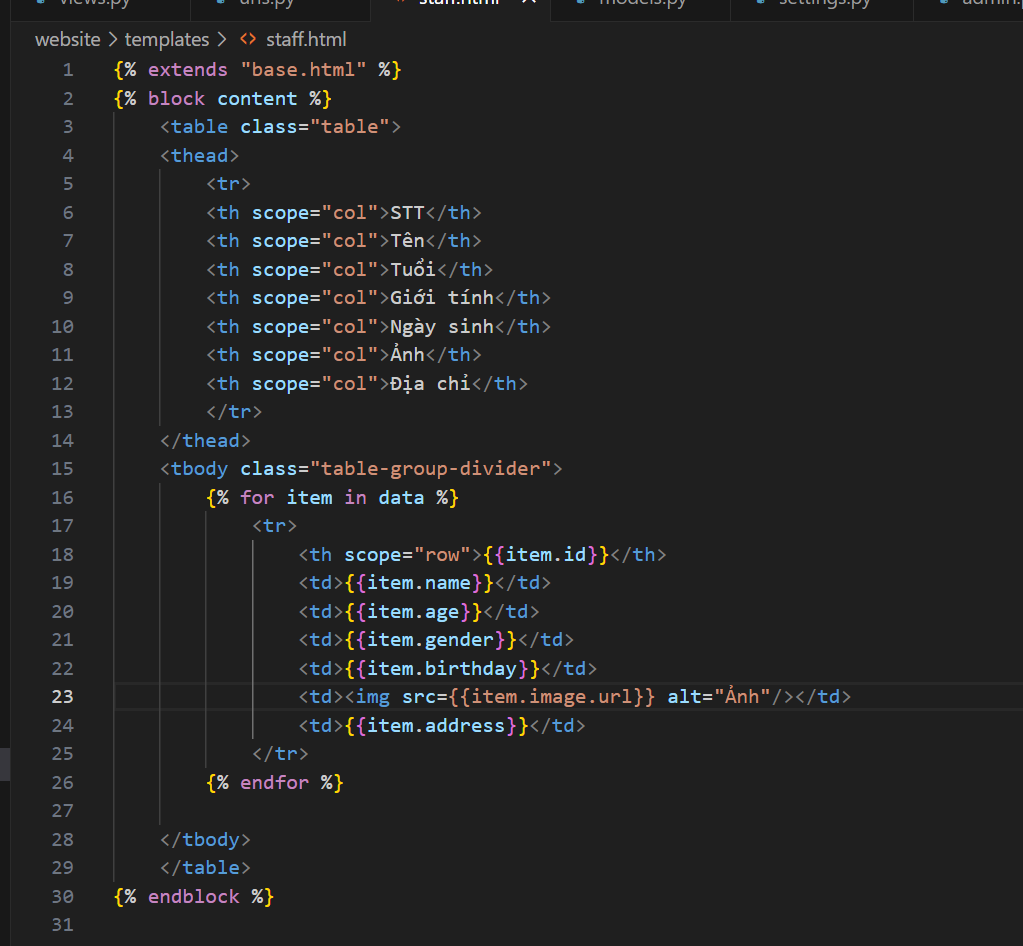 views.py urls.py staff.html models.py settings.py
website > templates > <> staff.html
1 {% extends "base.html" %}
2 {% block content %}
3 <table class="table">
4 <thead>
5 <tr>
6 <th scope="col">STT</th>
7 <th scope="col">Tên</th>
8 <th scope="col">Tuổi</th>
9 <th scope="col">Giới tính</th>
10 <th scope="col">Ngày sinh</th>
11 <th scope="col">Ảnh</th>
12 <th scope="col">Địa chỉ</th>
13 </tr>
14 </thead>
15 <tbody class="table-group-divider">
16 {% for item in data %}
17 <tr>
18 <th scope="row">{{item.id}}</th>
19 <td>{{item.name}}</td>
20 <td>{{item.age}}</td>
21 <td>{{item.gender}}</td>
22 <td>{{item.birthday}}</td>
23 <td><img src={{item.image.url}} alt="Ảnh"/></td>
24 <td>{{item.address}}</td>
25 </tr>
26 {% endfor %}
27
28 </tbody>
29 </table>
30 {% endblock %}
31